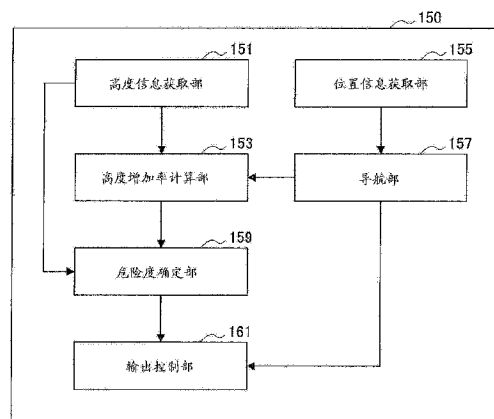 150
151
高度信息获取部
155
位置信息获取部
153
高度增加率计算部
157
导航部
159
危险度确定部
161
输出控制部